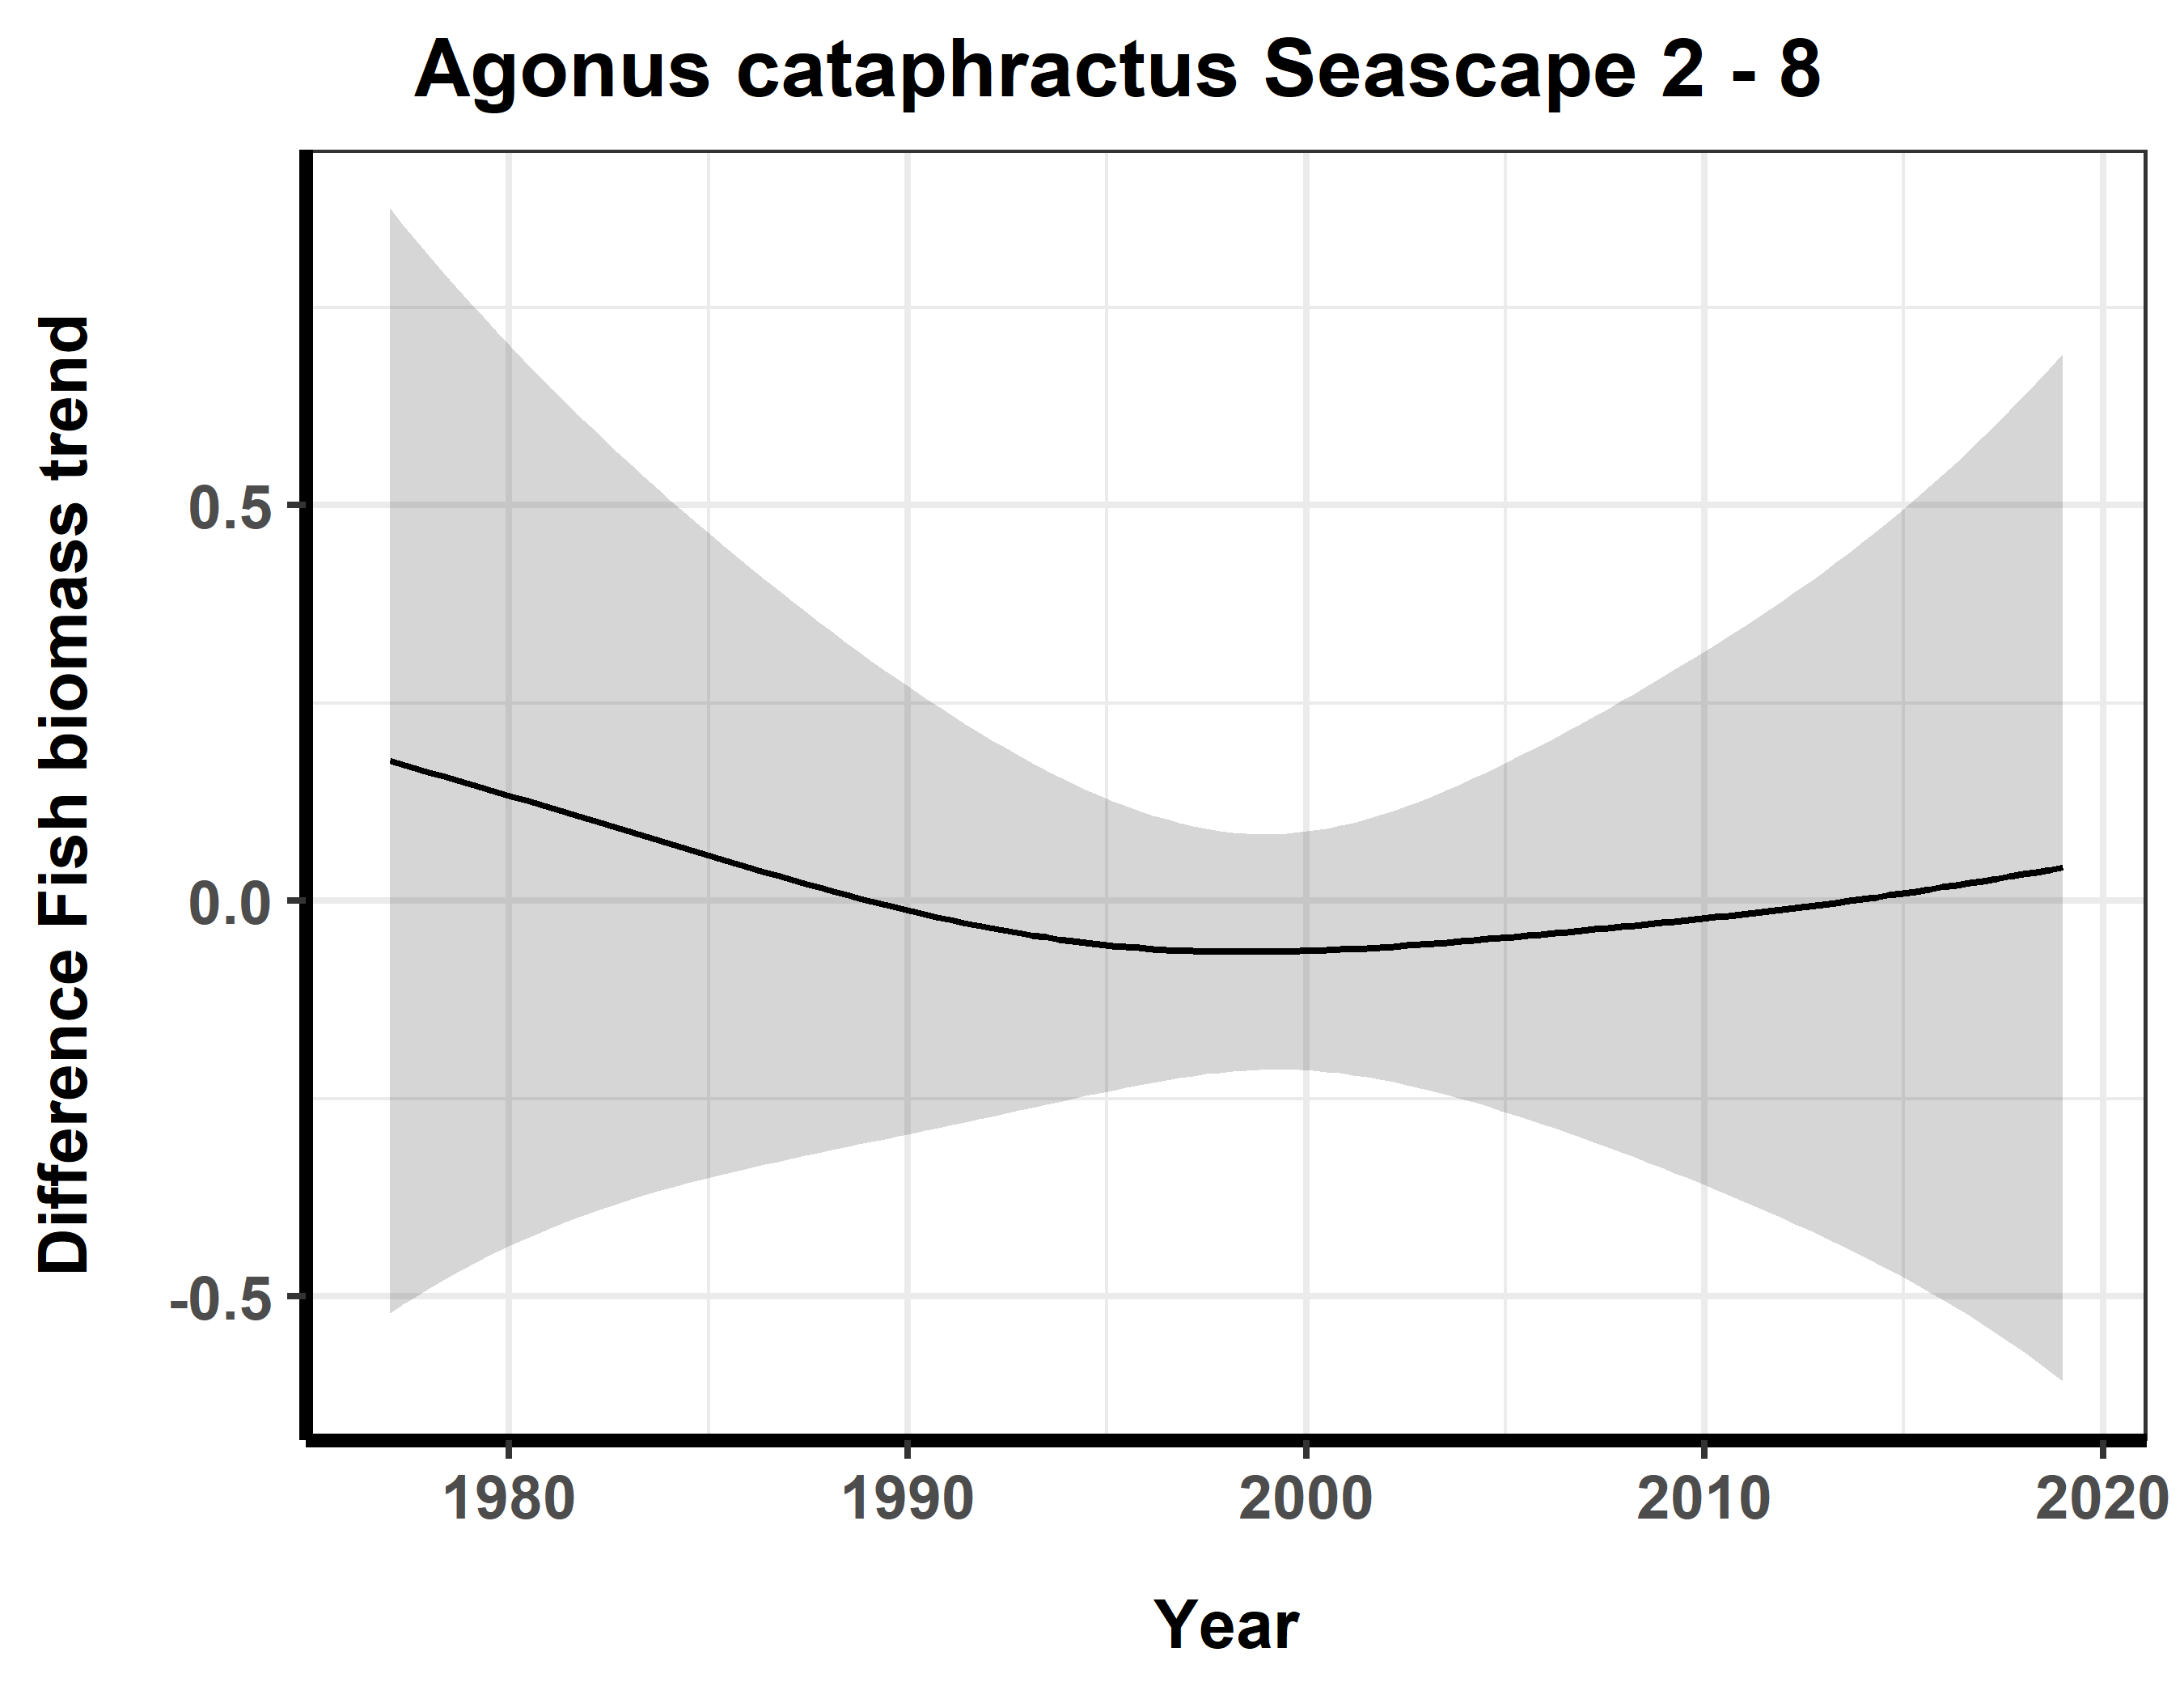 Agonus cataphractus Seascape 2 - 8
Difference Fish biomass trend
0.5
0.0
-0.5
1980 1990 2000 2010 2020
Year